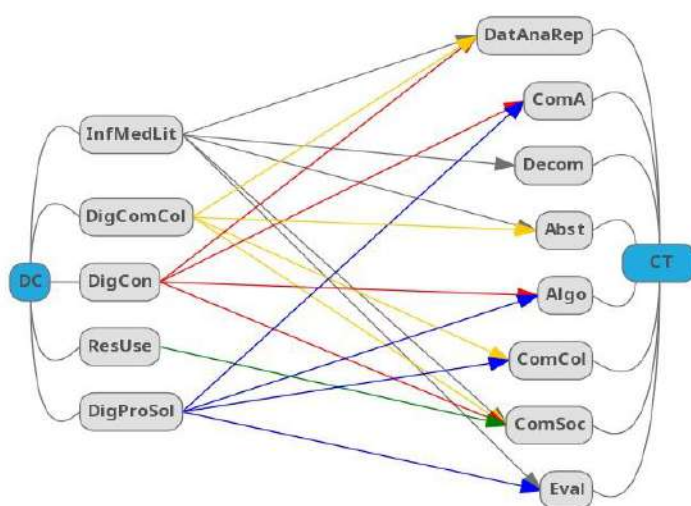 DC
InfMedLit
DigComCol
DigCon
ResUse
DigProSol
DatAnaRep
ComA
Decom
Abst
Algo
ComCol
ComSoc
Eval
CT